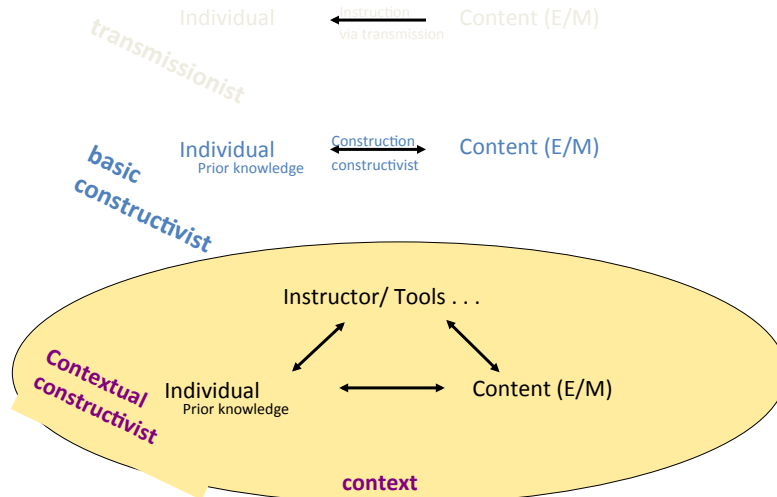 Individual
Instruction
via transmission
Content (E/M)
transmissionist
Individual
Prior knowledge
Construction
constructivist
Content (E/M)
basic
constructivist
Instructor/ Tools . . .
Contextual
constructivist
Individual
Prior knowledge
Content (E/M)
context